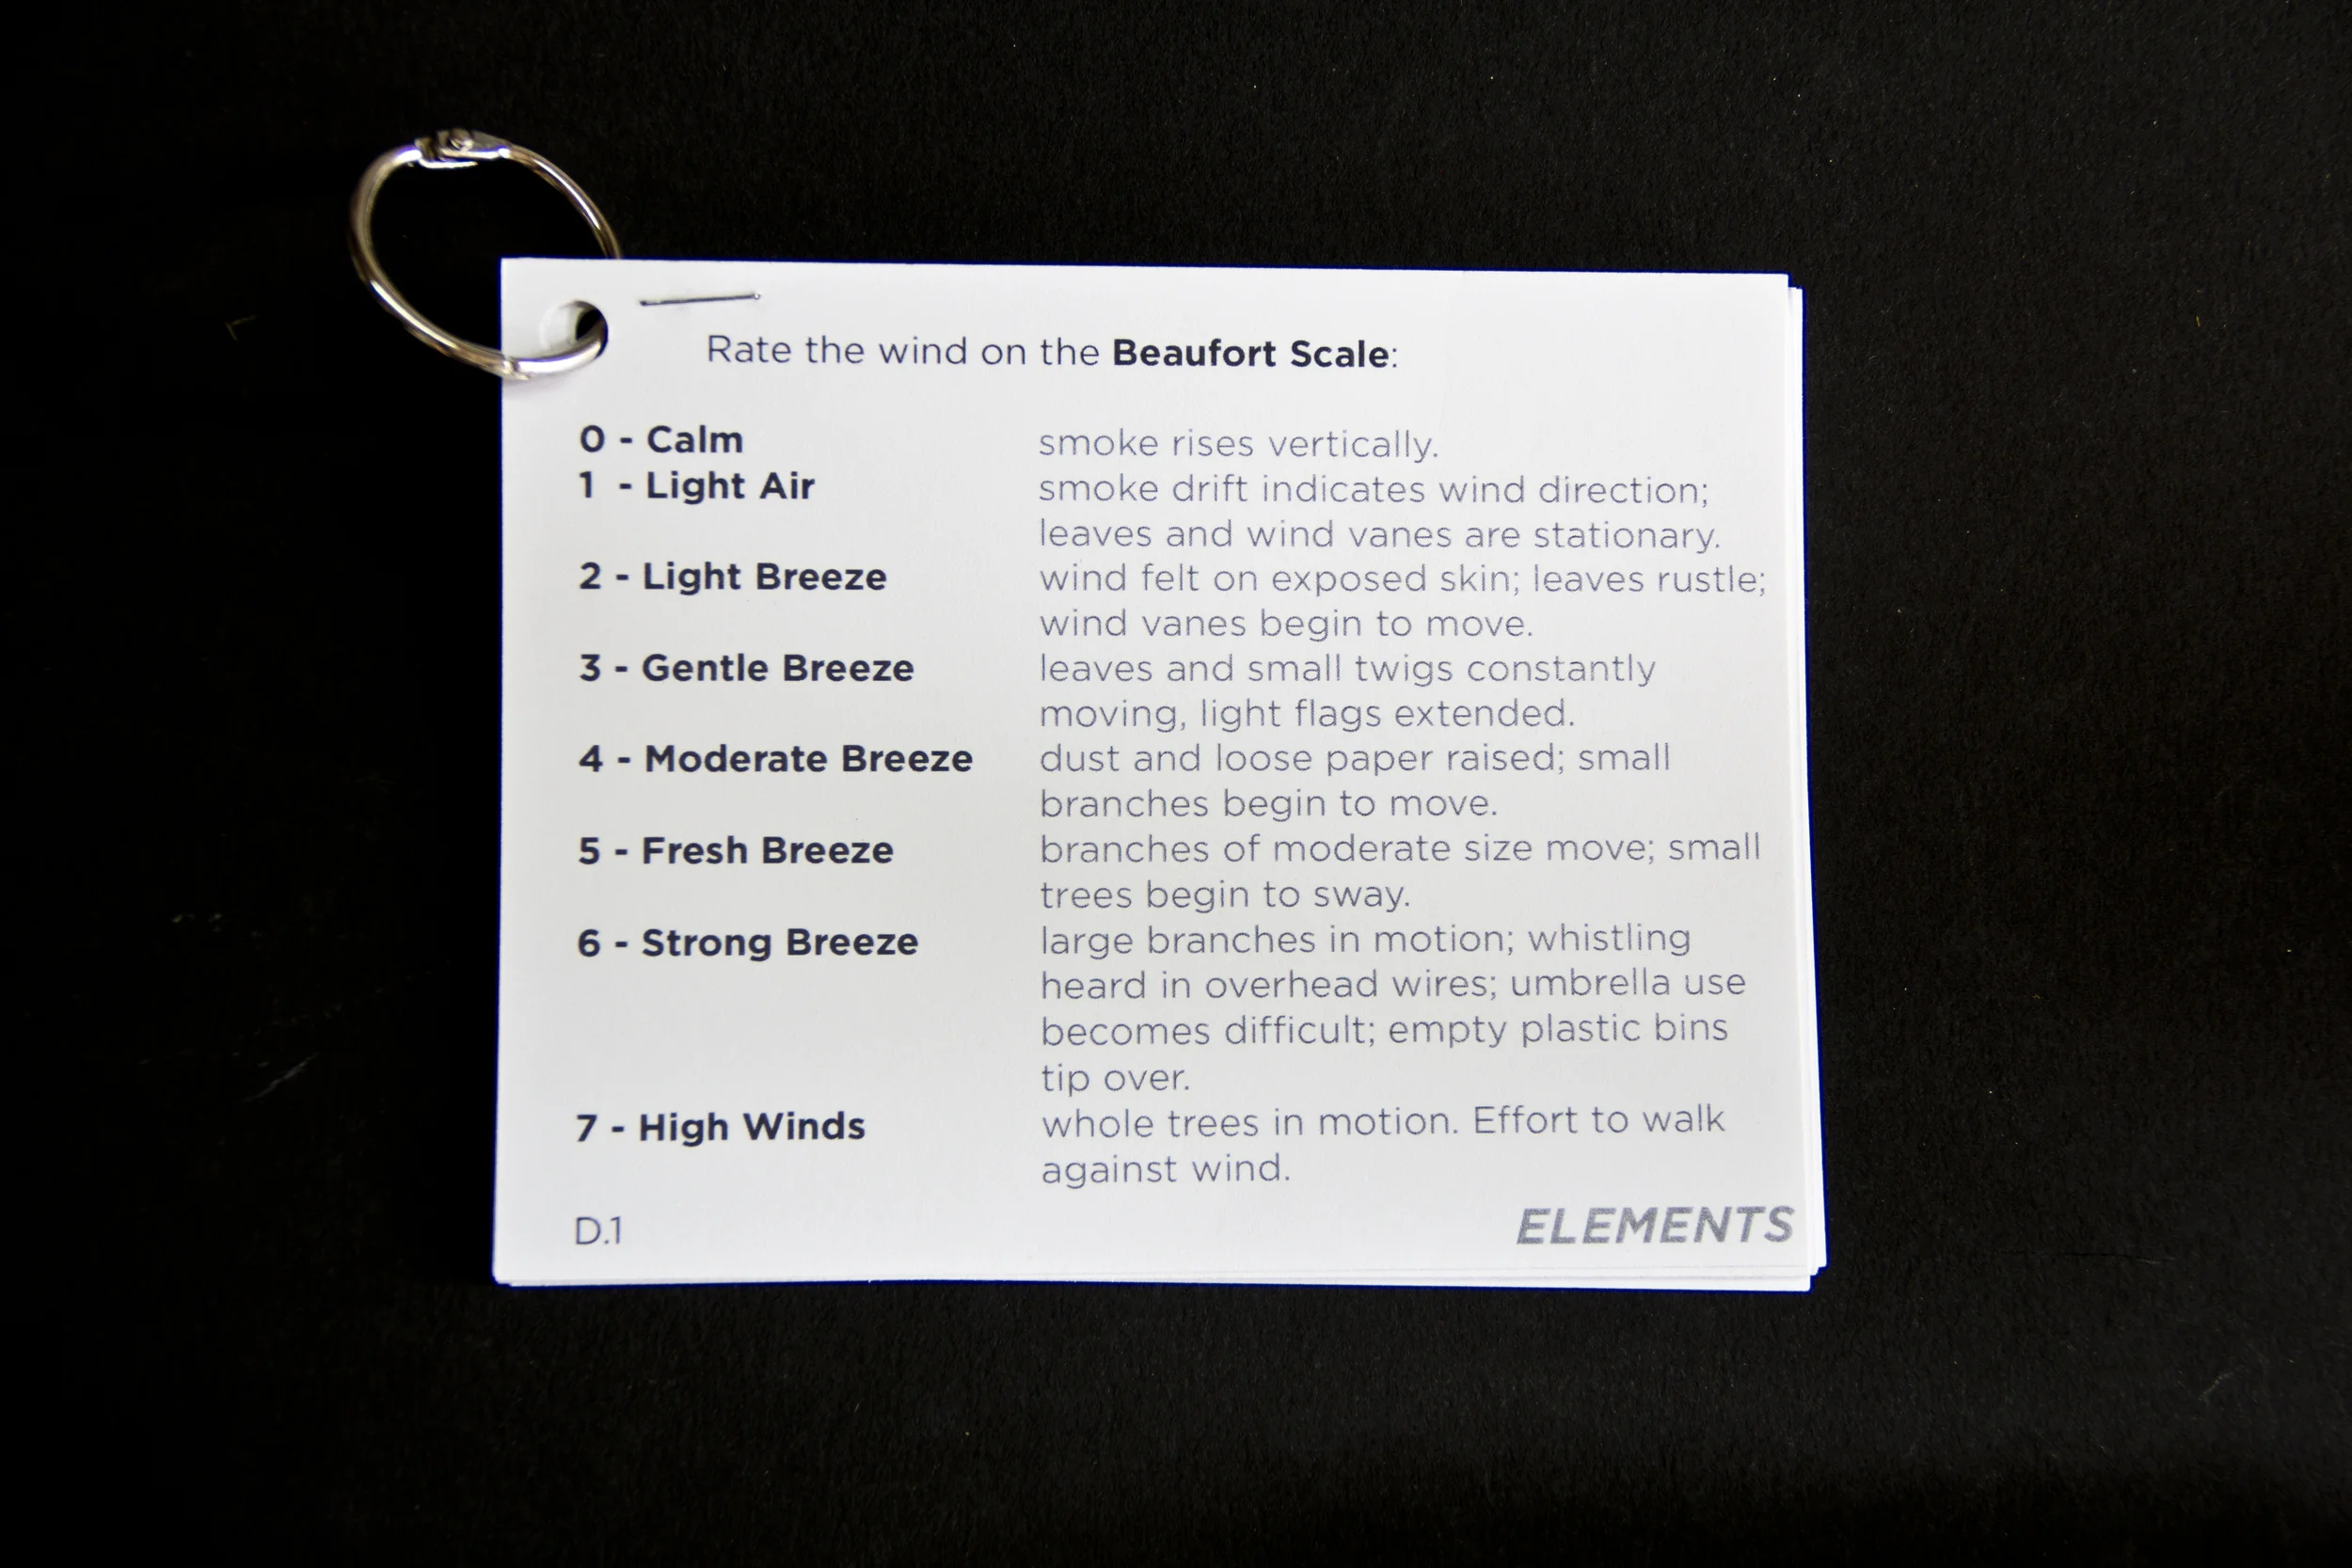 Rate the wind on the Beaufort Scale:
0 - Calm smoke rises vertically.
1 - Light Air smoke drift indicates wind direction;
leaves and wind vanes are stationary.
2 - Light Breeze wind felt on exposed skin; leaves rustle;
wind vanes begin to move.
3 - Gentle Breeze leaves and small twigs constantly
moving, light flags extended.
4 - Moderate Breeze dust and loose paper raised; small
branches begin to move.
5 - Fresh Breeze branches of moderate size move; small
trees begin to sway.
6 - Strong Breeze large branches in motion; whistling
heard in overhead wires; umbrella use
becomes difficult; empty plastic bins
tip over.
7 - High Winds whole trees in motion. Effort to walk
against wind.
D.1 ELEMENTS